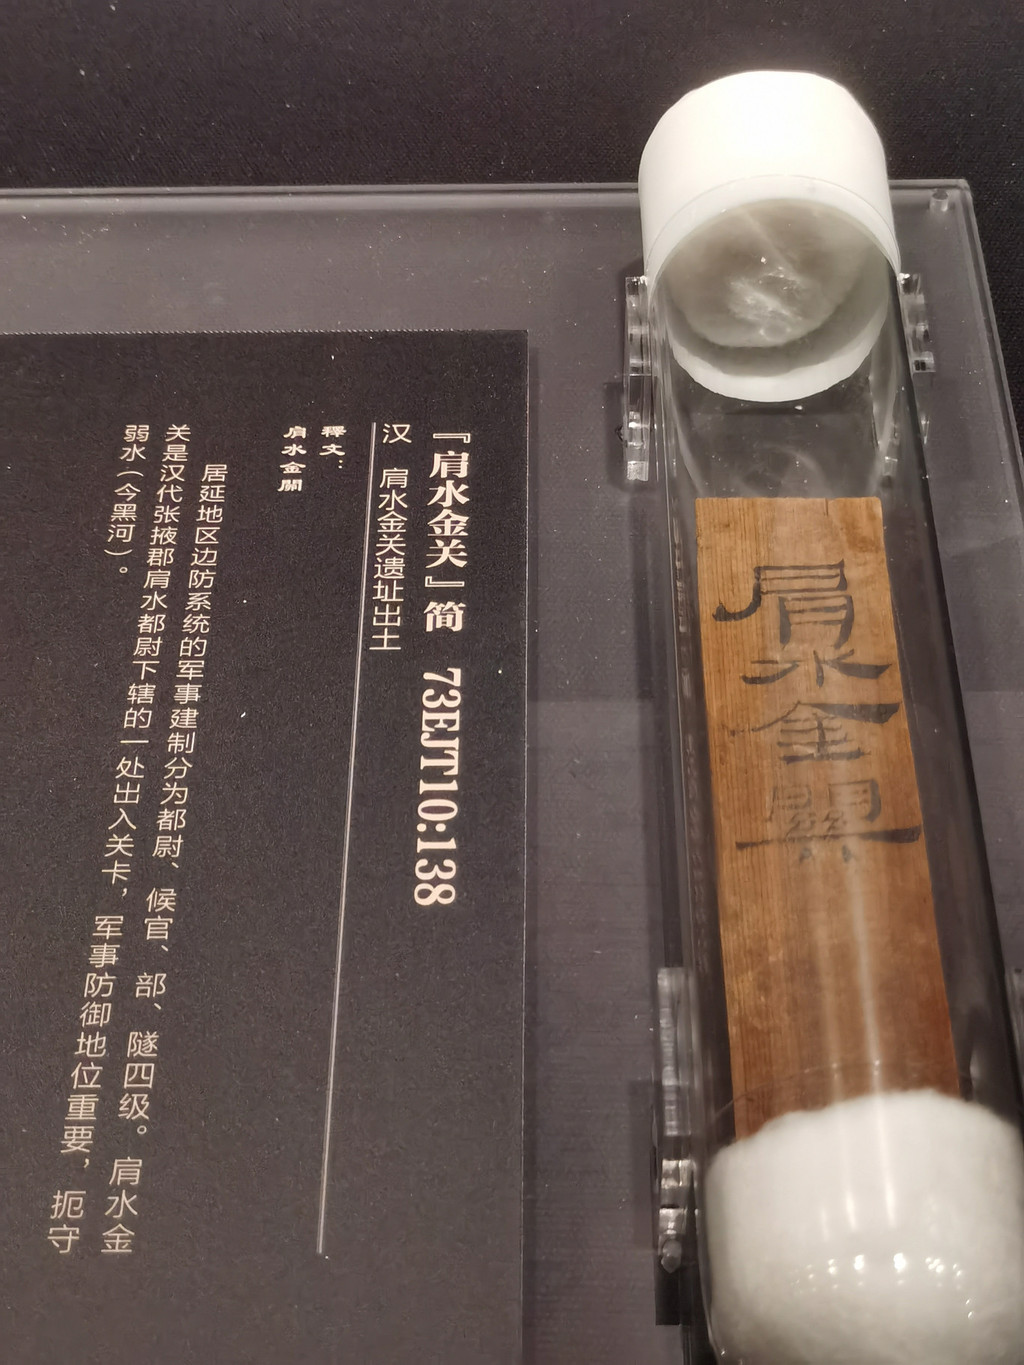 肩水金關
『肩水金关』简 73EJT10:138
汉 肩水金关遗址出土
釋文：
肩水金關
居延地区边防系统的军事建制分为都尉、候官、部、隧四级。肩水金
关是汉代张掖郡肩水都尉下辖的一处出入关卡，军事防御地位重要，扼守
弱水（今黑河）。